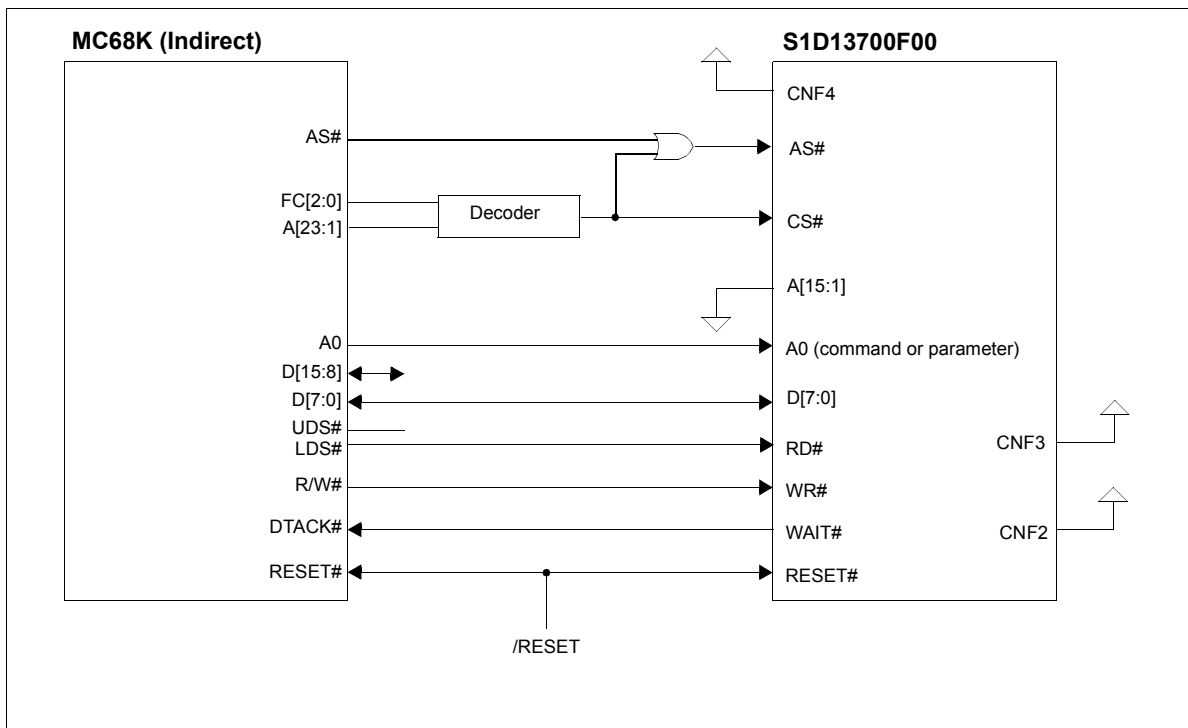 MC68K (Indirect)
S1D13700F00
AS#
FC[2:0]
A[23:1]
A0
D[15:8]
D[7:0]
UDS#
LDS#
R/W#
DTACK#
RESET#
Decoder
/RESET
CNF4
AS#
CS#
A[15:1]
A0 (command or parameter)
D[7:0]
RD#
WR#
WAIT#
RESET#
CNF3
CNF2